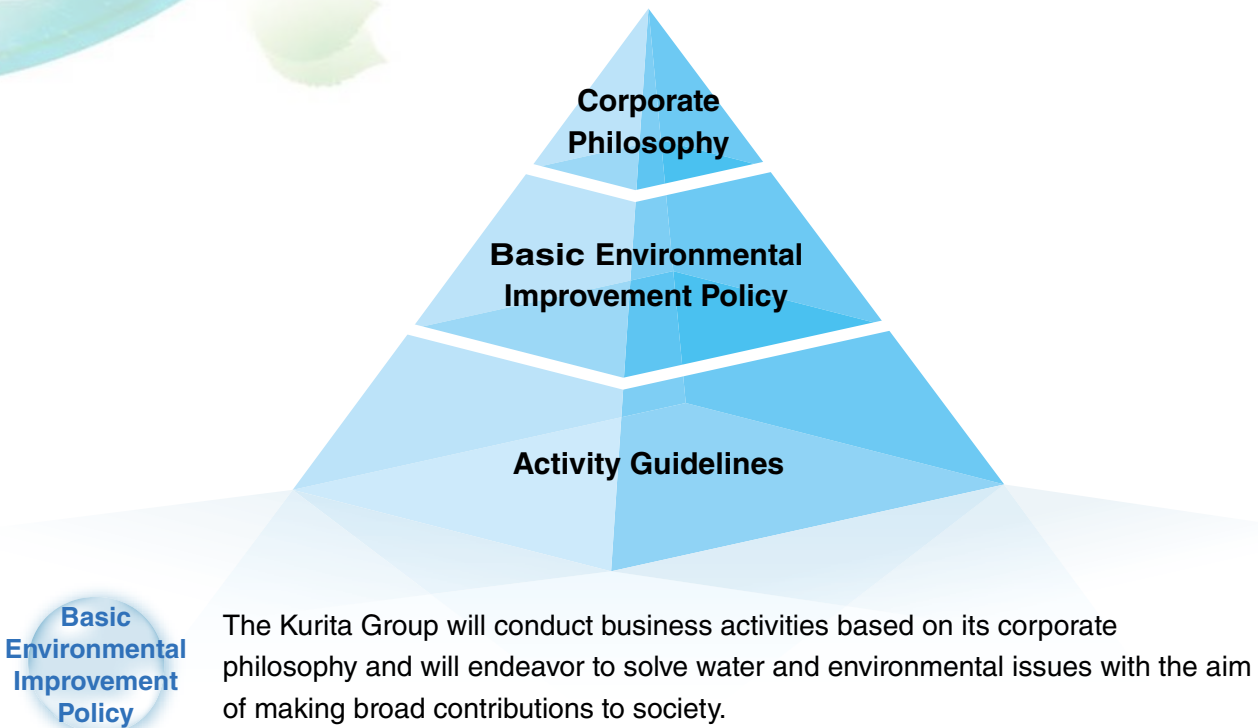 Corporate
Philosophy
Basic Environmental
Improvement Policy
Activity Guidelines
Basic
Environmental
Improvement
Policy
The Kurita Group will conduct business activities based on its corporate
philosophy and will endeavor to solve water and environmental issues with the aim
of making broad contributions to society.